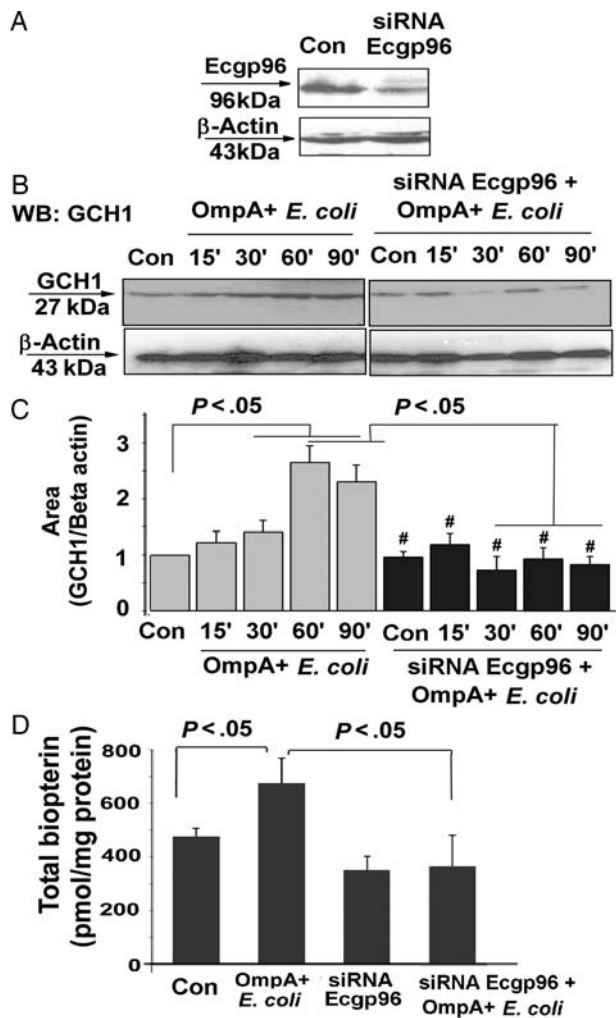 A
Con
siRNA
Ecgp96
Ecgp96
96kDa
β-Actin
43kDa
B
WB: GCH1
OmpA+ E. coli
siRNA Ecgp96 +
OmpA+ E. coli
Con 15' 30' 60' 90' Con 15' 30' 60' 90'
GCH1
27 kDa
β-Actin
43 kDa
C
P < .05 P < .05
Area
(GCH1/Beta actin)
3
2
1
0
# # # # #
Con 15' 30' 60' 90' Con 15' 30' 60' 90'
OmpA+ E. coli
siRNA Ecgp96 +
OmpA+ E. coli
D
P < .05 P < .05
Total biopterin
(pmol/mg protein)
800
600
400
200
0
Con
OmpA+
E. coli
siRNA
Ecgp96
siRNA Ecgp96 +
OmpA+ E. coli